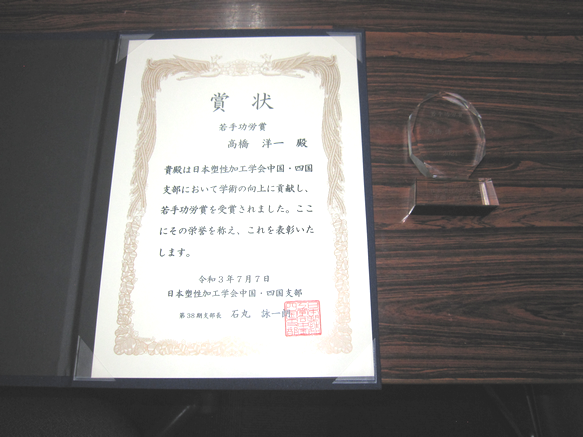 賞状
若手功労賞
高橋 洋一 殿
貴殿は日本塑性加工学会中国・四国
支部において学術の向上に貢献し、
若手功労賞を受賞されました。ここ
にその栄誉を称え、これを表彰いた
します。
令和3年7月7日
日本塑性加工学会中国・四国支部
第38期支部長 石丸 詠一朗